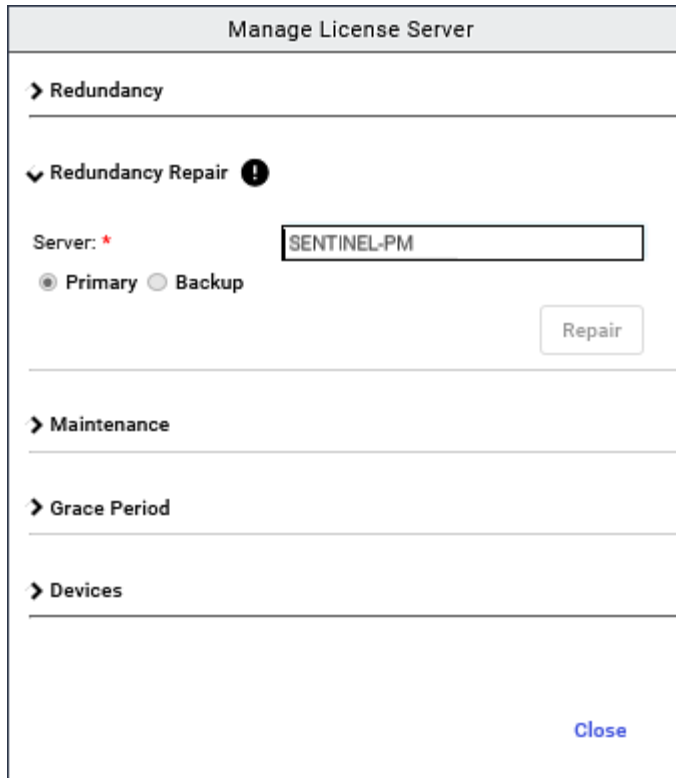 Manage License Server
Redundancy
Redundancy Repair !
Server: *
SENTINEL-PM
Primary Backup
Repair
Maintenance
Grace Period
Devices
Close